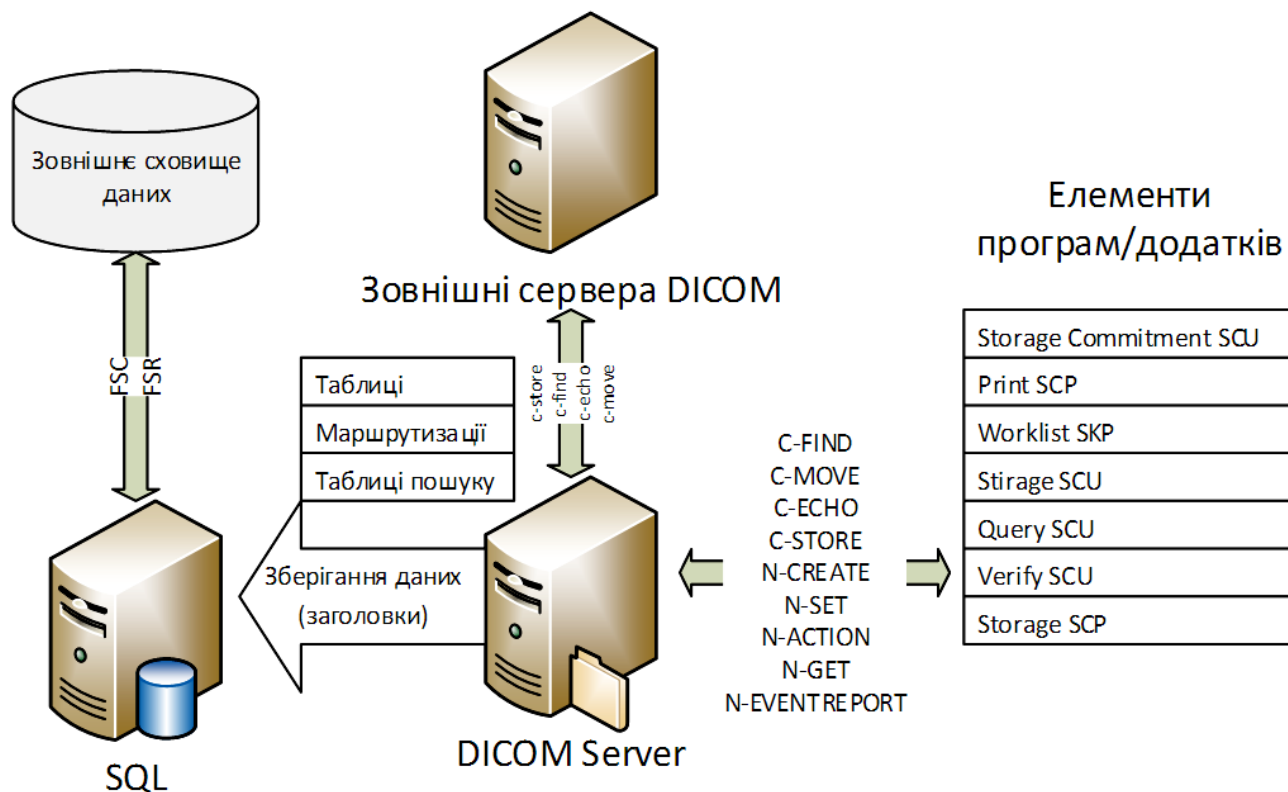 Зовнішнє сховище
даних
FSC
FSR
Зовнішні сервера DICOM
c-store
c-find
c-echo
c-move
Таблиці
Маршрутизації
Таблиці пошуку
Зберігання даних
(заголовки)
SQL
DICOM Server
C-FIND
C-MOVE
C-ECHO
C-STORE
N-CREATE
N-SET
N-ACTION
N-GET
N-EVENTREPORT
Елементи
програм/додатків
Storage Commitment SCU
Print SCP
Worklist SKP
Stirage SCU
Query SCU
Verify SCU
Storage SCP